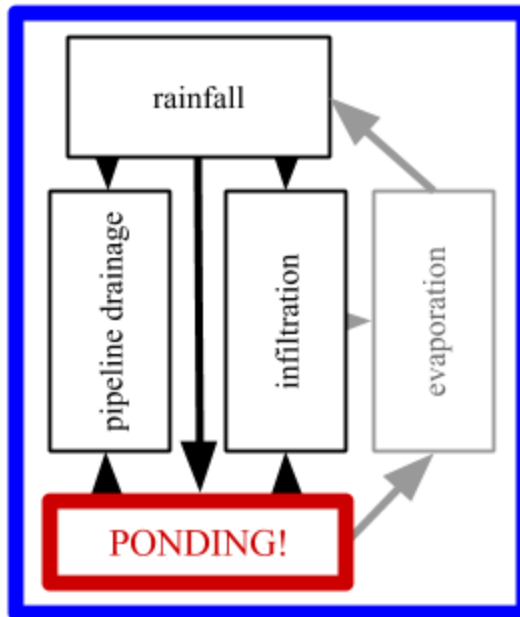 rainfall
pipeline drainage
infiltration
evaporation
PONDING!